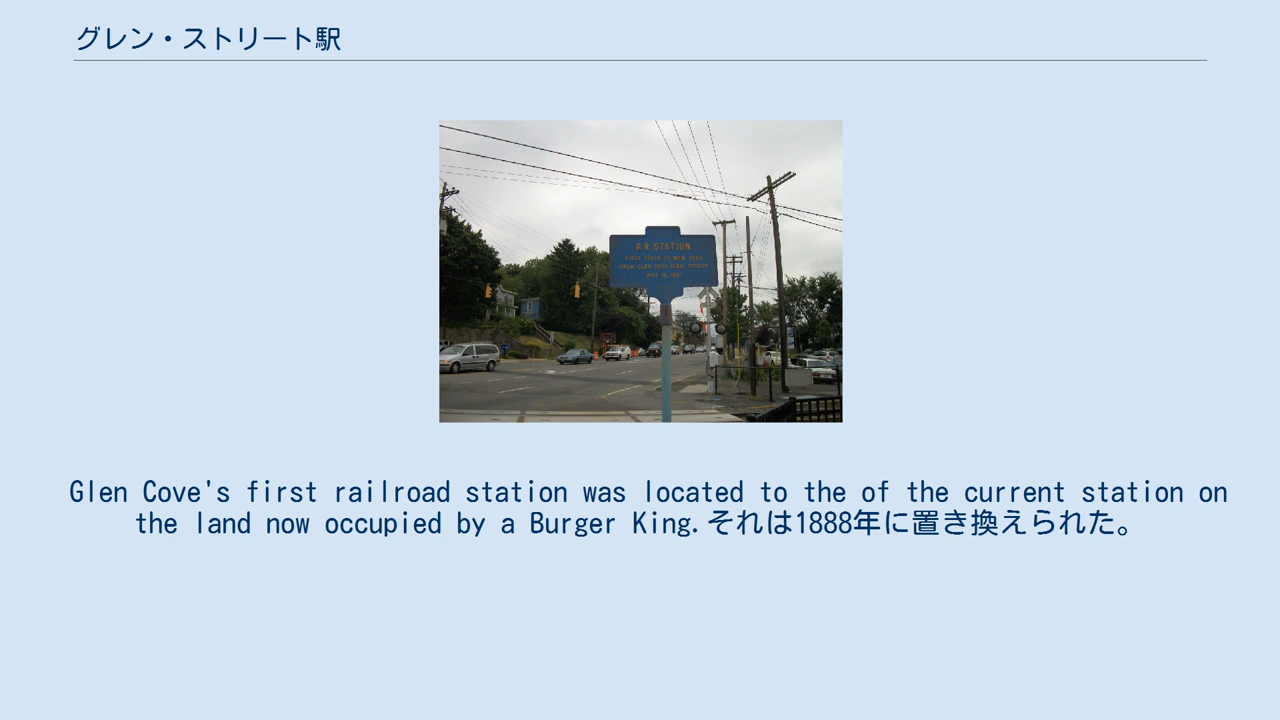 グレン・ストリート駅
R.R. STATION
Glen Cove's first railroad station was located to the of the current station on
the land now occupied by a Burger King.それは1888年に置き換えられた。